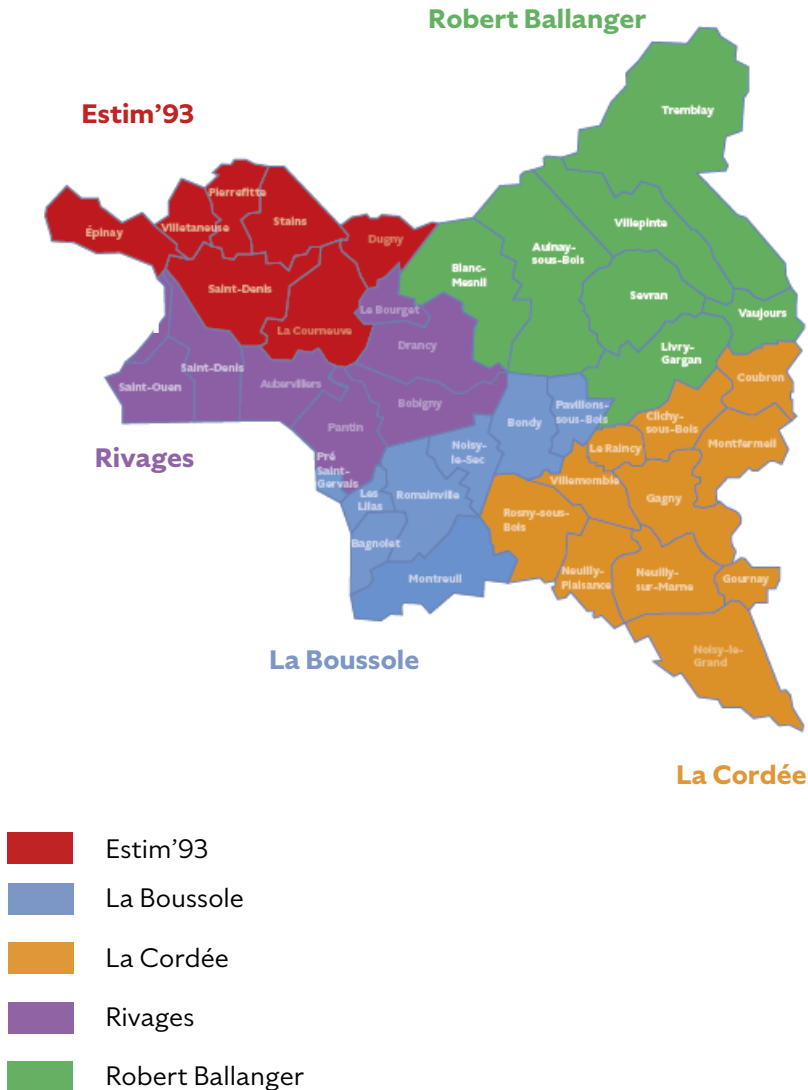 Robert Ballanger
Estim’93
Tremblay
Pierrefitte
Épinay
Villetaneuse
Stains
Dugny
Villepinte
Aulnay-
sous-Bois
Blanc-
Mesnil
Saint-Denis
Sevran
La Courneuve
Le Bourget
Vaujours
Drancy
Livry-
Gargan
Saint-Ouen
Saint-Denis
Aubervilliers
Coubron
Bobigny
Pavillons-
sous-Bois
Bondy
Clichy-
sous-Bois
Pantin
Montfermeil
Le Raincy
Noisy-
le-Sec
Rivages
Pré
Saint-
Gervais
Villemomble
Les
Lilas
Romainville
Gagny
Rosny-sous-
Bois
Bagnolet
Montreuil
Neuilly-
Plaisance
Neuilly-
sur-Marne
Gournay
La Boussole
Noisy-le-
Grand
La Cordée
Estim’93
La Boussole
La Cordée
Rivages
Robert Ballanger